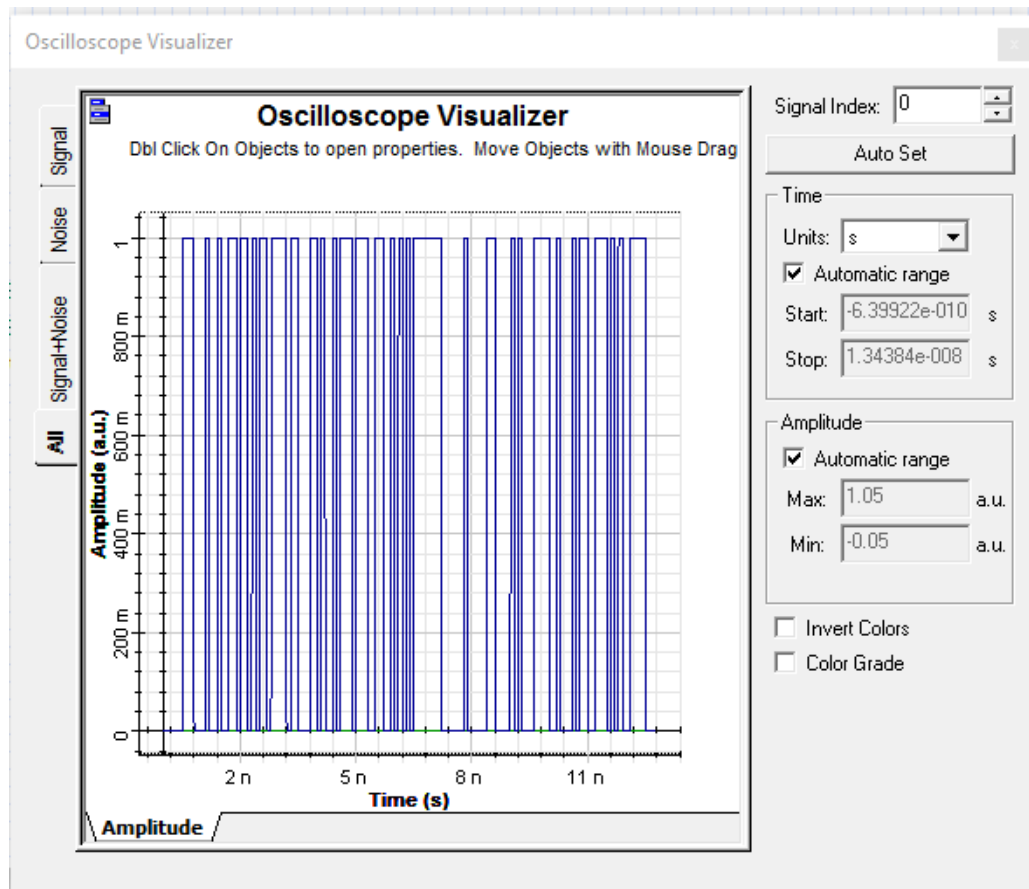 Oscilloscope Visualizer
x
Signal
Noise
Signal+Noise
All
Oscilloscope Visualizer
Dbl Click On Objects to open properties. Move Objects with Mouse Drag
Amplitude (a.u.)
1
800 m
600 m
400 m
200 m
0
2 n 5 n 8 n 11 n
Time (s)
Amplitude
Signal Index: 0
Auto Set
Time
Units: s
Automatic range
Start: -6.39922e-010 s
Stop: 1.34384e-008 s
Amplitude
Automatic range
Max: 1.05 a.u.
Min: -0.05 a.u.
Invert Colors
Color Grade